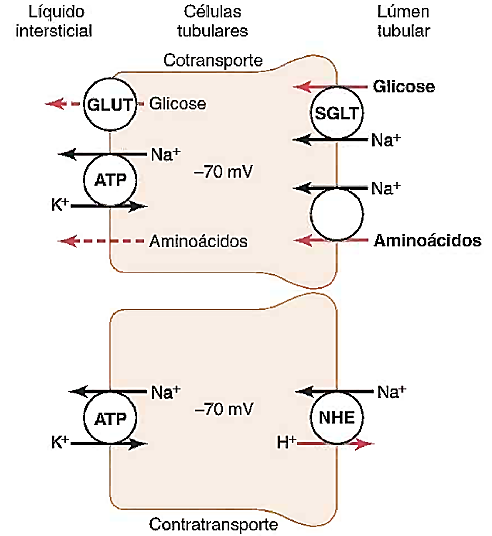 Líquido
intersticial
Células
tubulares
Lúmen
tubular
Cotransporte
GLUT
Glicose
Glicose
SGLT
Na⁺
Na⁺
ATP
–70 mV
Na⁺
K⁺
Aminoácidos
Aminoácidos
Na⁺
ATP
–70 mV
NHE
Na⁺
K⁺
H⁺
Contratransporte